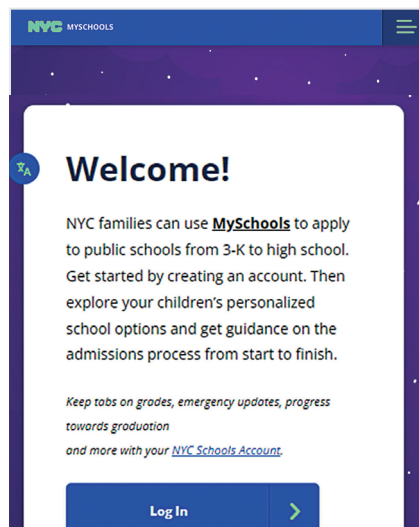 NYC MYSCHOOLS
Welcome!
NYC families can use MySchools to apply
to public schools from 3-K to high school.
Get started by creating an account. Then
explore your children’s personalized
school options and get guidance on the
admissions process from start to finish.
Keep tabs on grades, emergency updates, progress
towards graduation
and more with your NYC Schools Account.
Log In